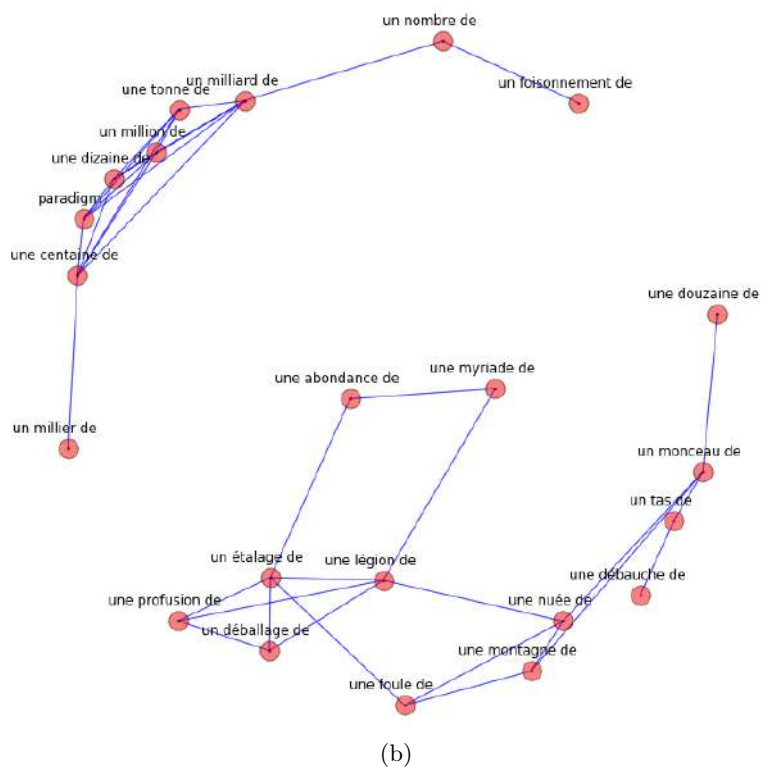 un nombre de
un foisonnement de
un milliard de
une tonne de
un million de
une dizaine de
paradigm
une centaine de
une douzaine de
une myriade de
une abondance de
un millier de
un monceau de
un tas de
un étalage de
une légion de
une débauche de
une profusion de
une nuée de
un déballage de
une montagne de
une foule de
(b)